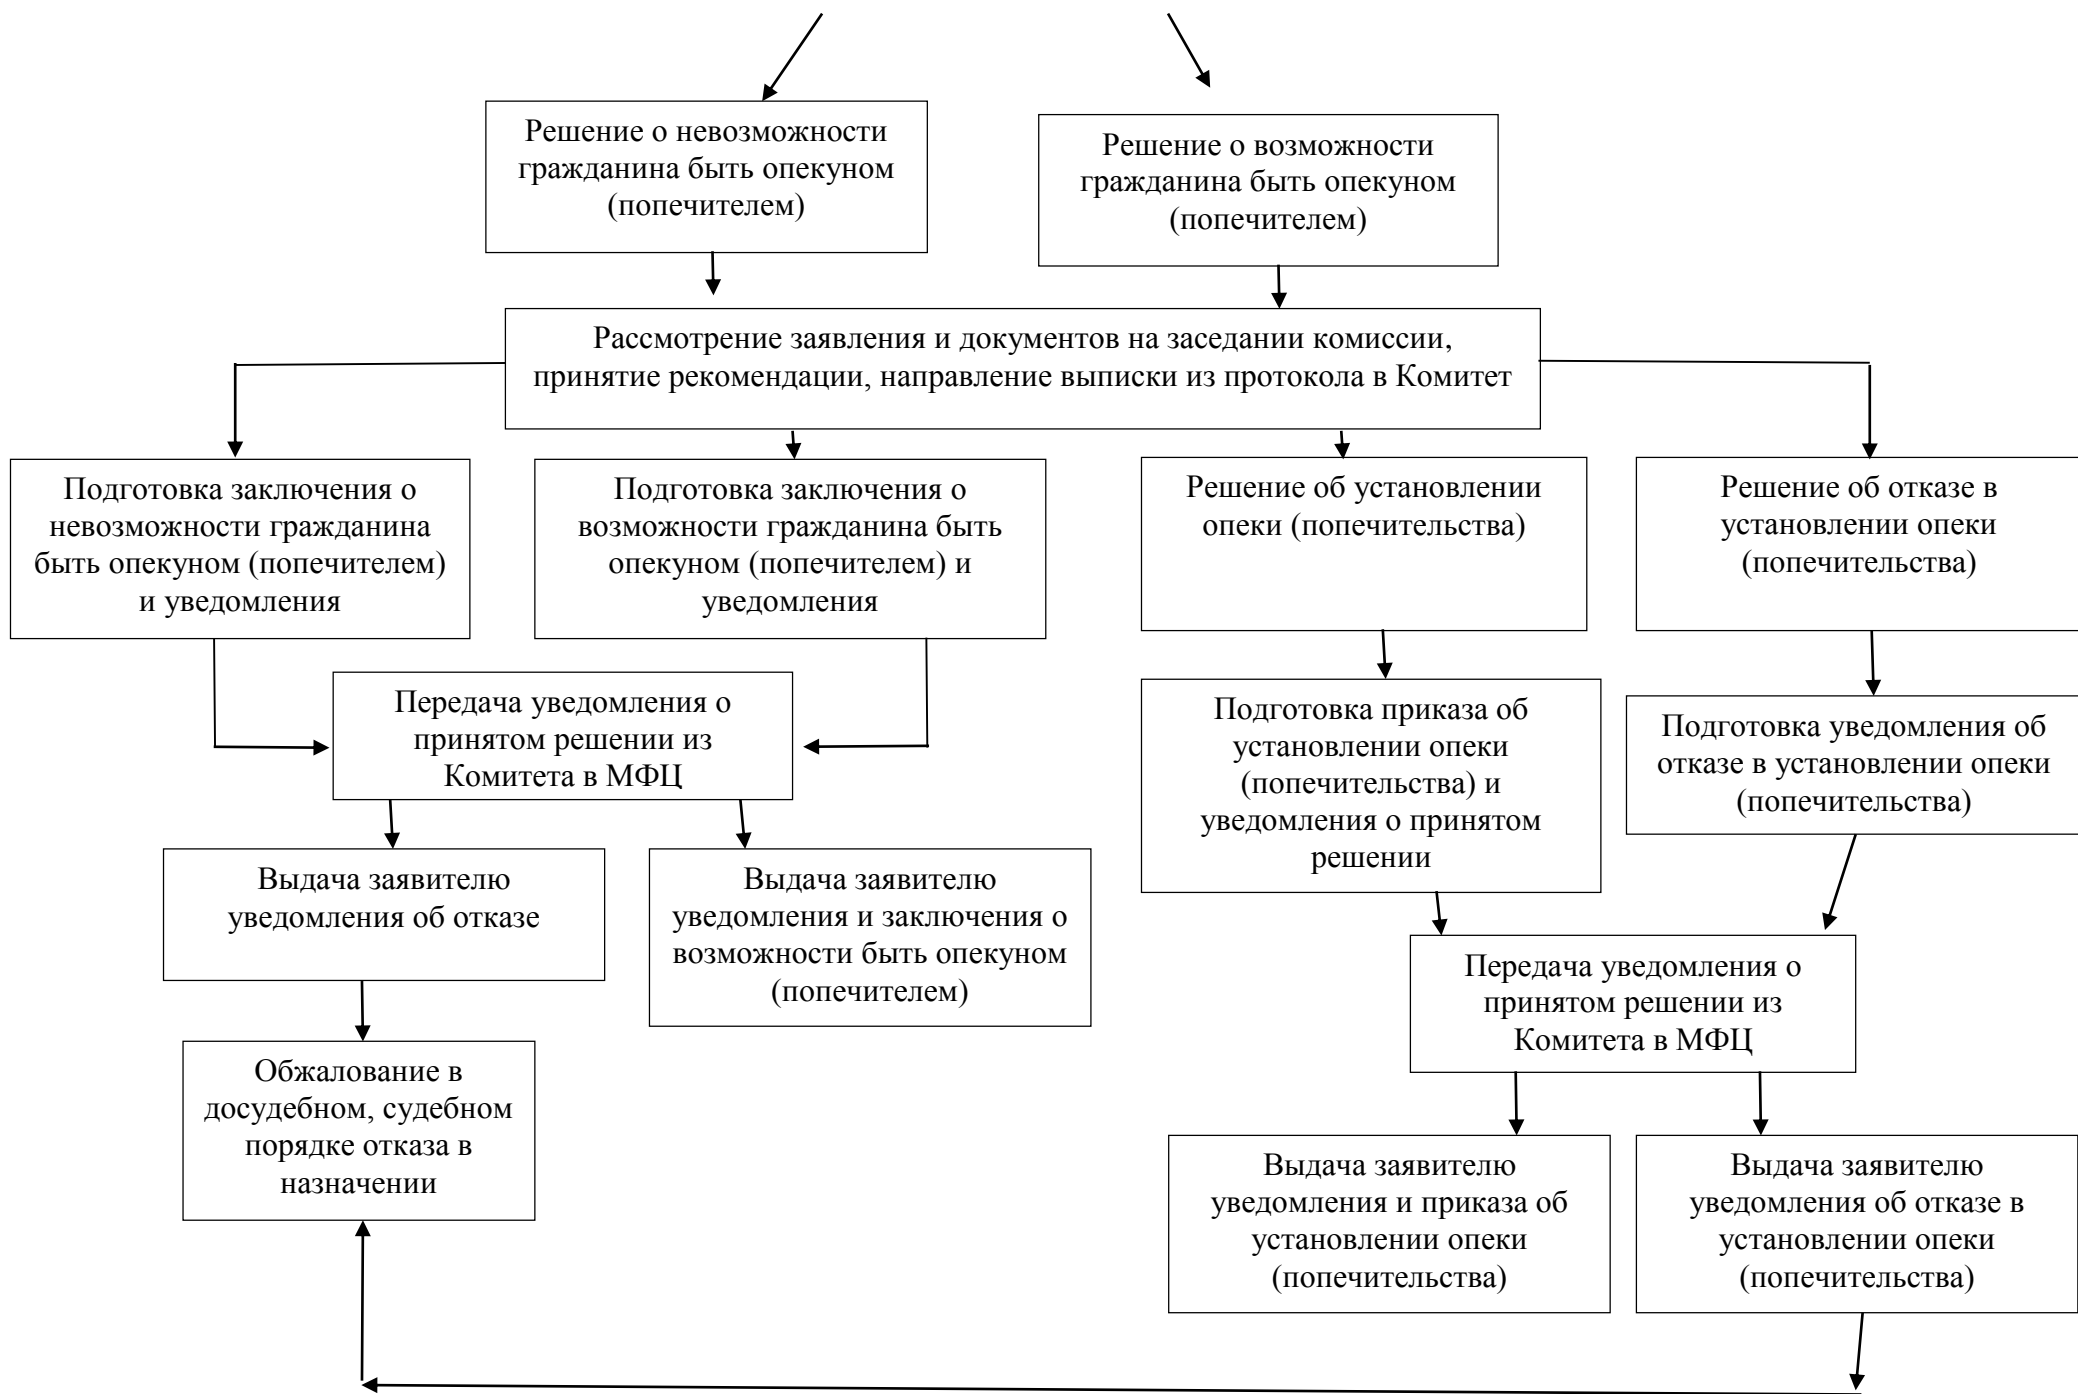 Решение о невозможности
гражданина быть опекуном
(попечителем)
Решение о возможности
гражданина быть опекуном
(попечителем)
Рассмотрение заявления и документов на заседании комиссии,
принятие рекомендации, направление выписки из протокола в Комитет
Подготовка заключения о
невозможности гражданина
быть опекуном (попечителем)
и уведомления
Подготовка заключения о
возможности гражданина быть
опекуном (попечителем) и
уведомления
Решение об установлении
опеки (попечительства)
Решение об отказе в
установлении опеки
(попечительства)
Передача уведомления о
принятом решении из
Комитета в МФЦ
Подготовка приказа об
установлении опеки
(попечительства) и
уведомления о принятом
решении
Подготовка уведомления об
отказе в установлении опеки
(попечительства)
Выдача заявителю
уведомления об отказе
Выдача заявителю
уведомления и заключения о
возможности быть опекуном
(попечителем)
Передача уведомления о
принятом решении из
Комитета в МФЦ
Обжалование в
досудебном, судебном
порядке отказа в
назначении
Выдача заявителю
уведомления и приказа об
установлении опеки
(попечительства)
Выдача заявителю
уведомления об отказе в
установлении опеки
(попечительства)